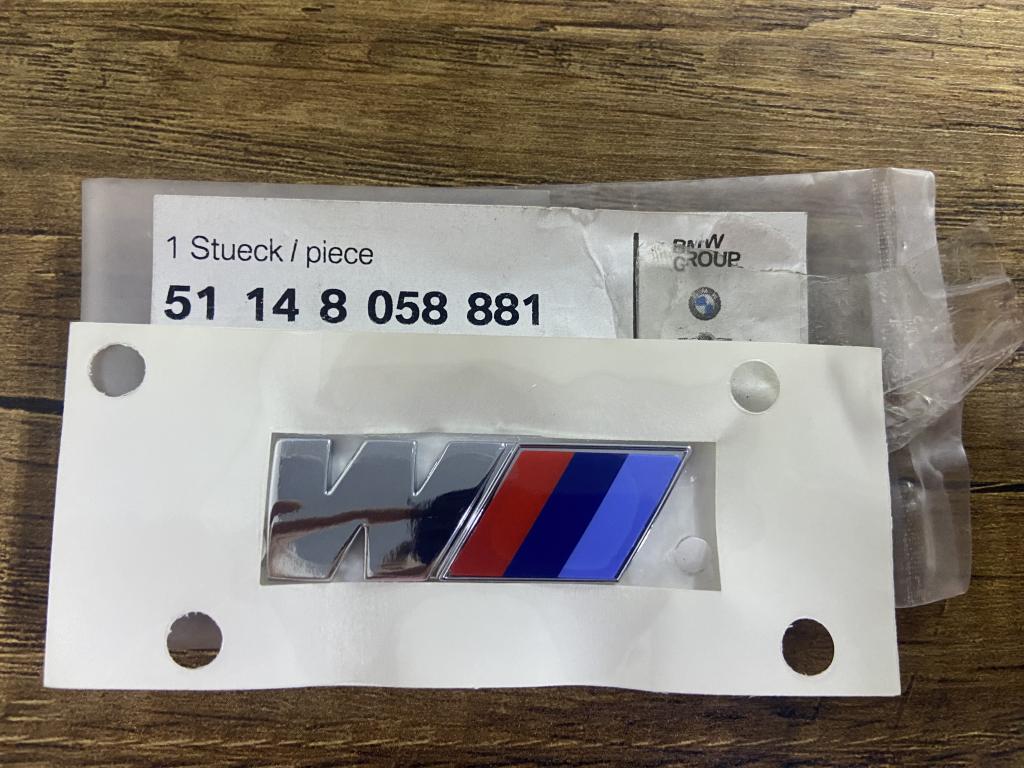 1 Stueck / piece
BMW
GROUP
51 14 8 058 881
M